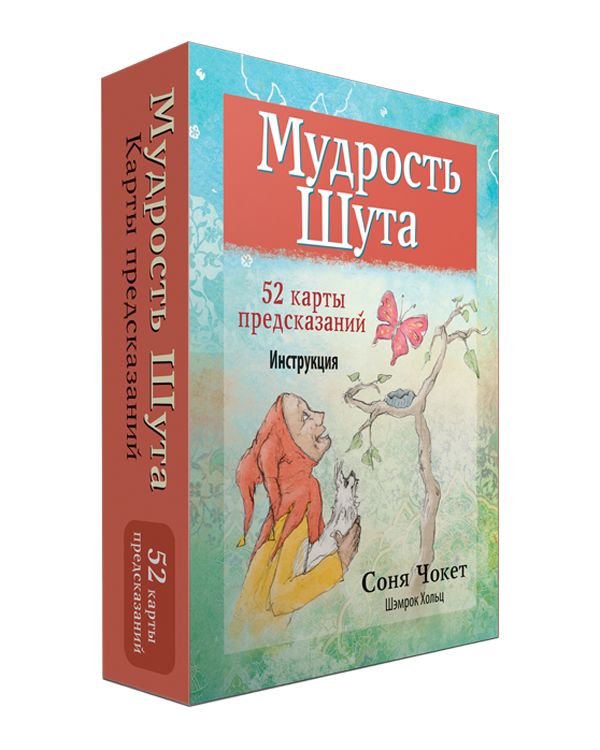 Мудрость
Шута
52 карты
предсказаний
Инструкция
Соня Чокет
Шэмрок Хольц
Мудрость Шута
Карты предсказаний
52 карты
предсказаний